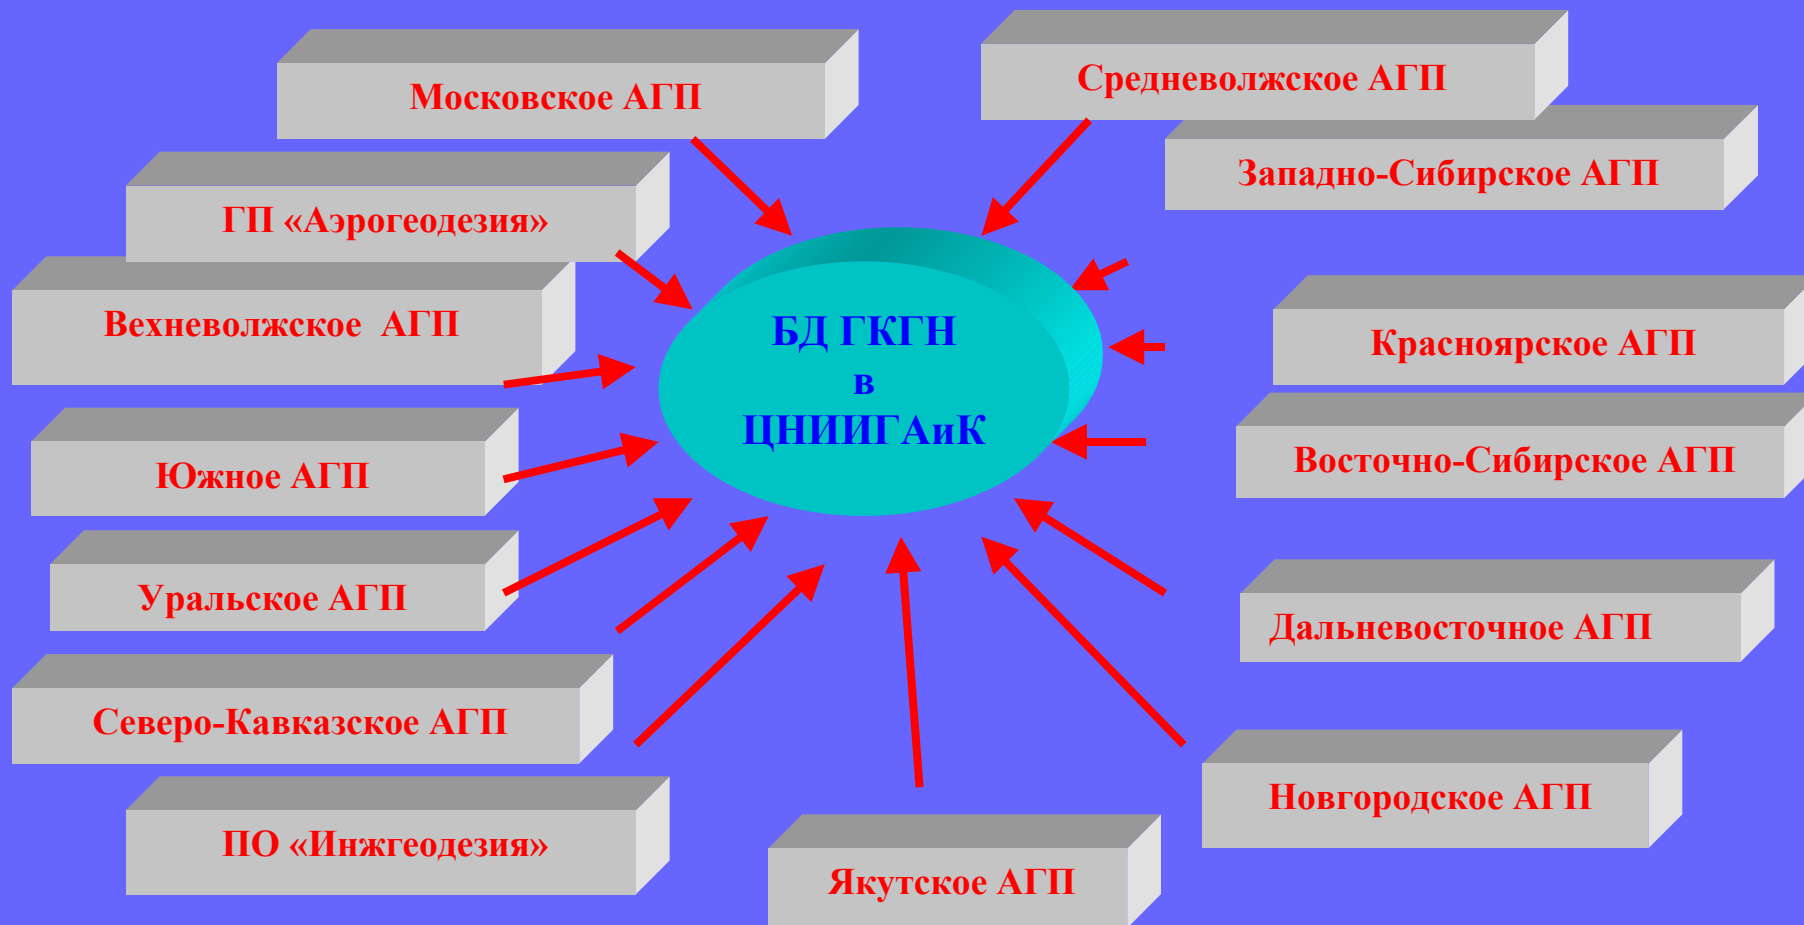 Московское АГП
Средневолжское АГП
Западно-Сибирское АГП
ГП «Аэрогеодезия»
Вехневолжское АГП
БД ГКГН
в
ЦНИИГАиК
Красноярское АГП
Восточно-Сибирское АГП
Южное АГП
Уральское АГП
Дальневосточное АГП
Северо-Кавказское АГП
Новгородское АГП
ПО «Инжгеодезия»
Якутское АГП